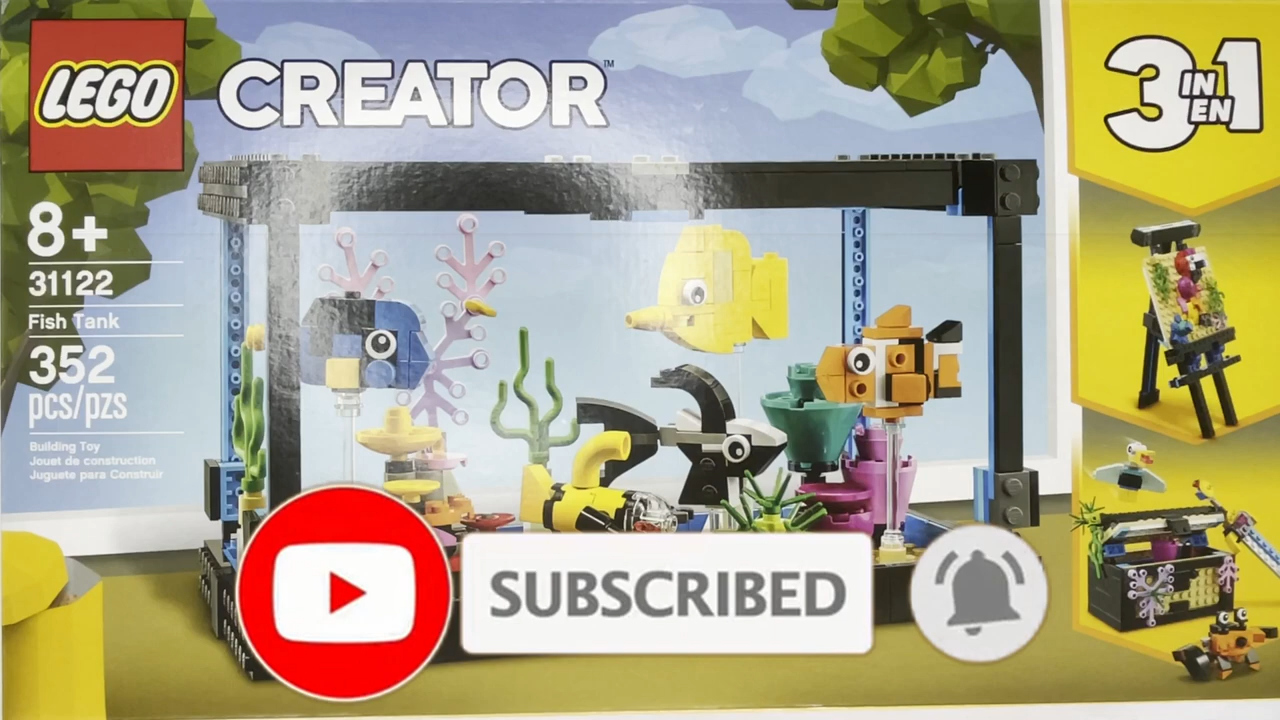 LEGO
CREATOR™
3 IN EN 1
8+
31122
Fish Tank
352
pcs/pzs
Building Toy
Jouet de construction
Juguete para Construir
SUBSCRIBED